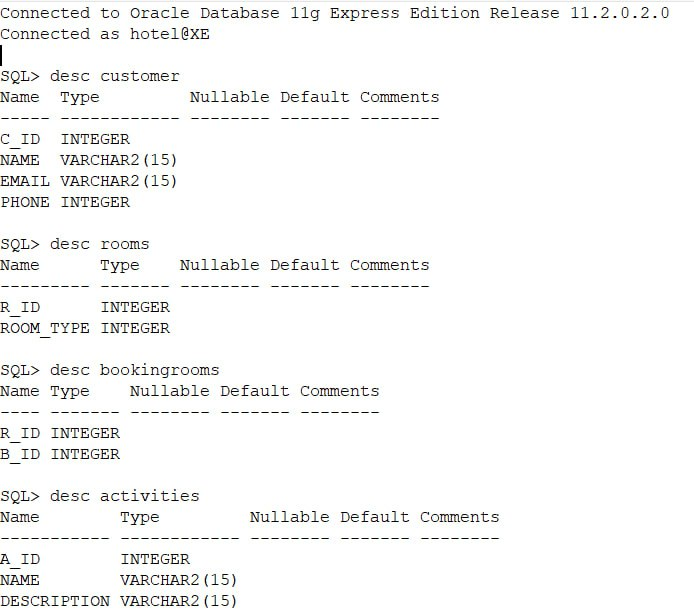 Connected to Oracle Database 11g Express Edition Release 11.2.0.2.0
Connected as hotel@XE
SQL> desc customer
Name  Type         Nullable Default Comments
----- ------------ -------- ------- --------
C_ID  INTEGER
NAME  VARCHAR2(15)
EMAIL VARCHAR2(15)
PHONE INTEGER
SQL> desc rooms
Name      Type    Nullable Default Comments
--------- ------- -------- ------- --------
R_ID      INTEGER
ROOM_TYPE INTEGER
SQL> desc bookingrooms
Name Type    Nullable Default Comments
---- ------- -------- ------- --------
R_ID INTEGER
B_ID INTEGER
SQL> desc activities
Name        Type         Nullable Default Comments
----------- ------------ -------- ------- --------
A_ID        INTEGER
NAME        VARCHAR2(15)
DESCRIPTION VARCHAR2(15)